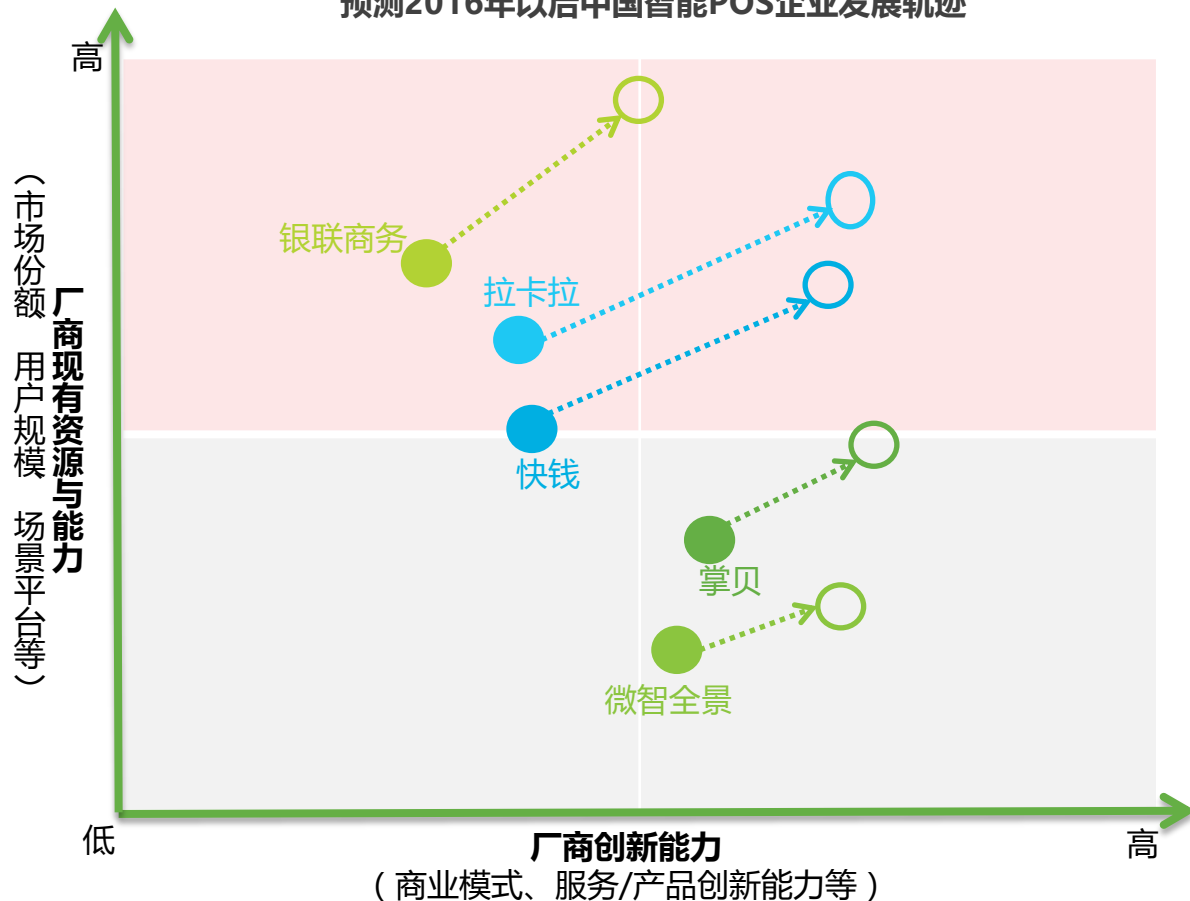 预测2016年以后中国智能POS企业发展轨迹
高
（市场份额、用户规模、场景平台等）
厂商现有资源与能力
银联商务
拉卡拉
快钱
掌贝
微智全景
低
厂商创新能力
高
（商业模式、服务/产品创新能力等）